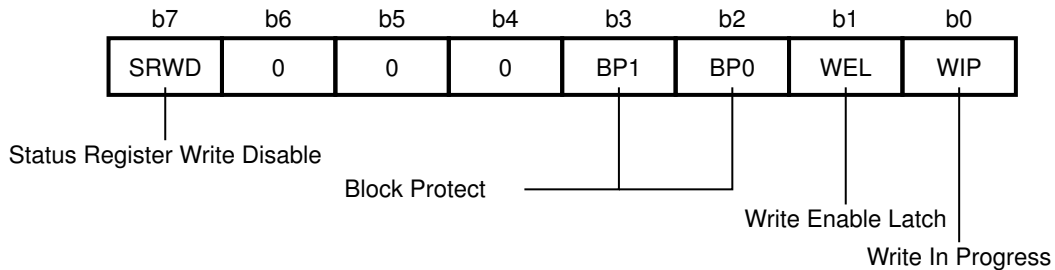 b7 b6 b5 b4 b3 b2 b1 b0
SRWD 0 0 0 BP1 BP0 WEL WIP
Status Register Write Disable
Block Protect
Write Enable Latch
Write In Progress